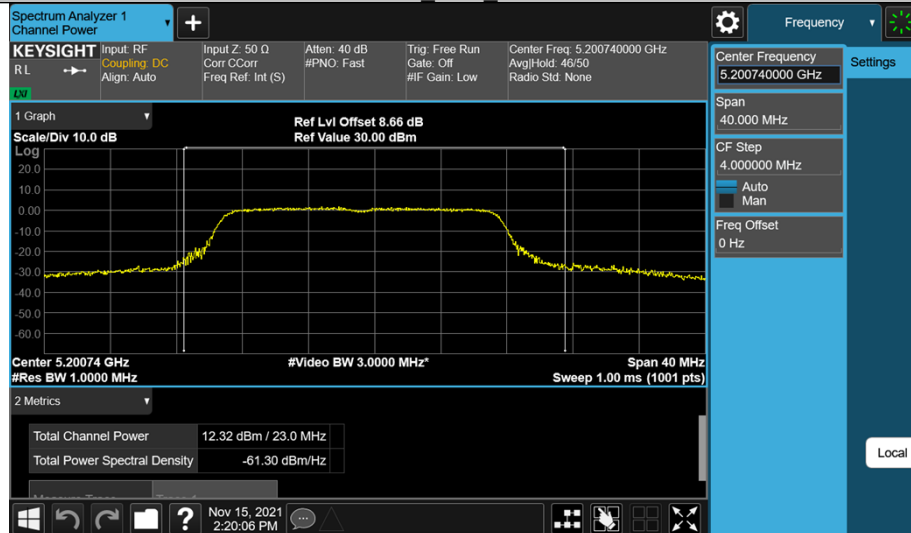 Spectrum Analyzer 1
Channel Power
Frequency
KEYSIGHT
R L
LXI
Input: RF
Coupling: DC
Align: Auto
Input Z: 50 Ω
Corr CCorr
Freq Ref: Int (S)
Atten: 40 dB
#PNO: Fast
Trig: Free Run
Gate: Off
#IF Gain: Low
Center Freq: 5.200740000 GHz
Avg|Hold: 46/50
Radio Std: None
Center Frequency
5.200740000 GHz
Settings
Span
40.000 MHz
CF Step
4.000000 MHz
Auto
Man
Freq Offset
0 Hz
Local
1 Graph
Scale/Div 10.0 dB
Ref Lvl Offset 8.66 dB
Ref Value 30.00 dBm
Log
20.0
10.0
0.00
-10.0
-20.0
-30.0
-40.0
-50.0
-60.0
Center 5.20074 GHz
#Res BW 1.0000 MHz
#Video BW 3.0000 MHz*
Span 40 MHz
Sweep 1.00 ms (1001 pts)
2 Metrics
Total Channel Power 12.32 dBm / 23.0 MHz
Total Power Spectral Density -61.30 dBm/Hz
Nov 15, 2021
2:20:06 PM